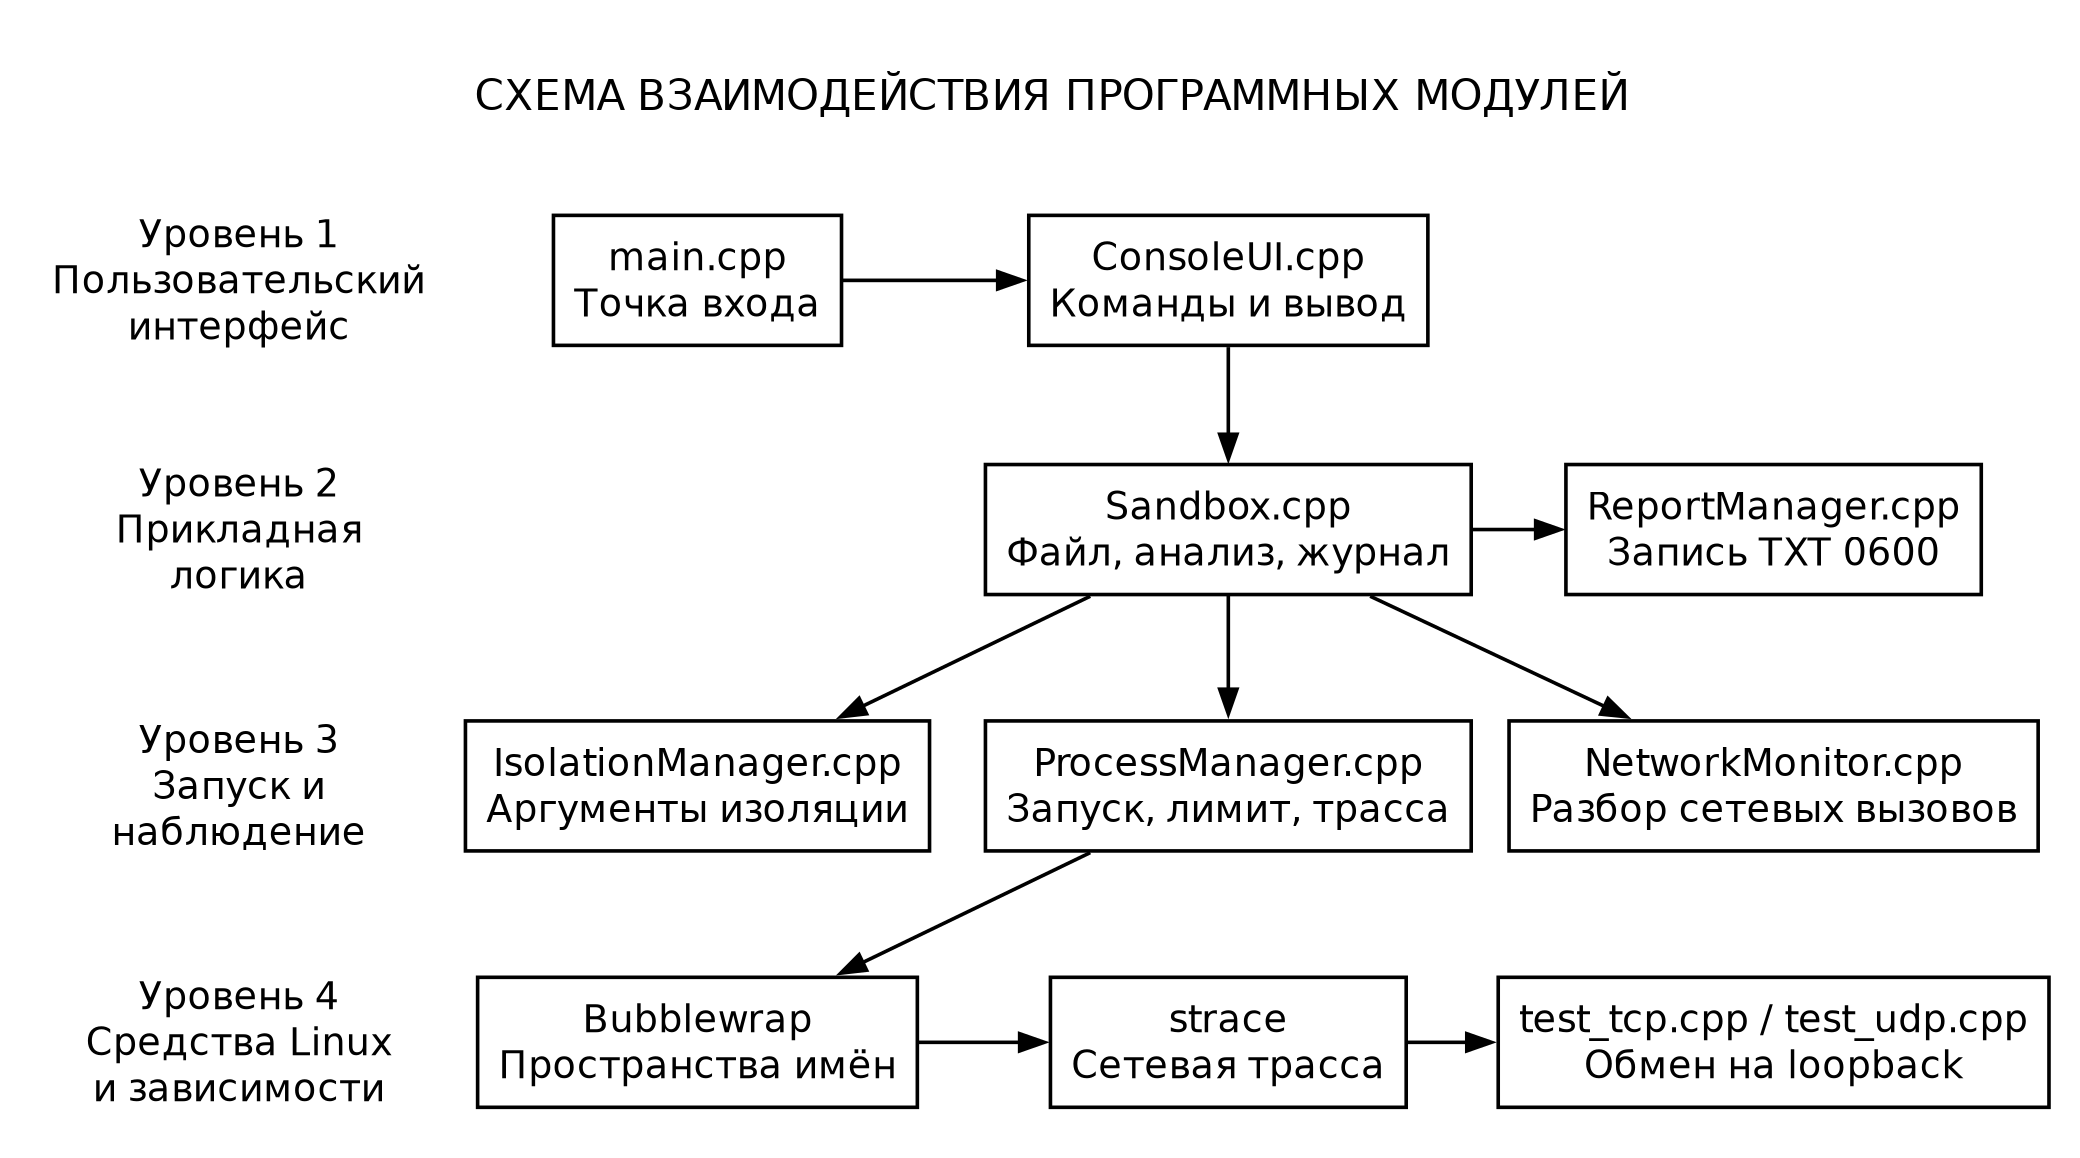 СХЕМА ВЗАИМОДЕЙСТВИЯ ПРОГРАММНЫХ МОДУЛЕЙ
Уровень 1
Пользовательский
интерфейс
main.cpp
Точка входа
ConsoleUI.cpp
Команды и вывод
Уровень 2
Прикладная
логика
Sandbox.cpp
Файл, анализ, журнал
ReportManager.cpp
Запись TXT 0600
Уровень 3
Запуск и
наблюдение
IsolationManager.cpp
Аргументы изоляции
ProcessManager.cpp
Запуск, лимит, трасса
NetworkMonitor.cpp
Разбор сетевых вызовов
Уровень 4
Средства Linux
и зависимости
Bubblewrap
Пространства имён
strace
Сетевая трасса
test_tcp.cpp / test_udp.cpp
Обмен на loopback